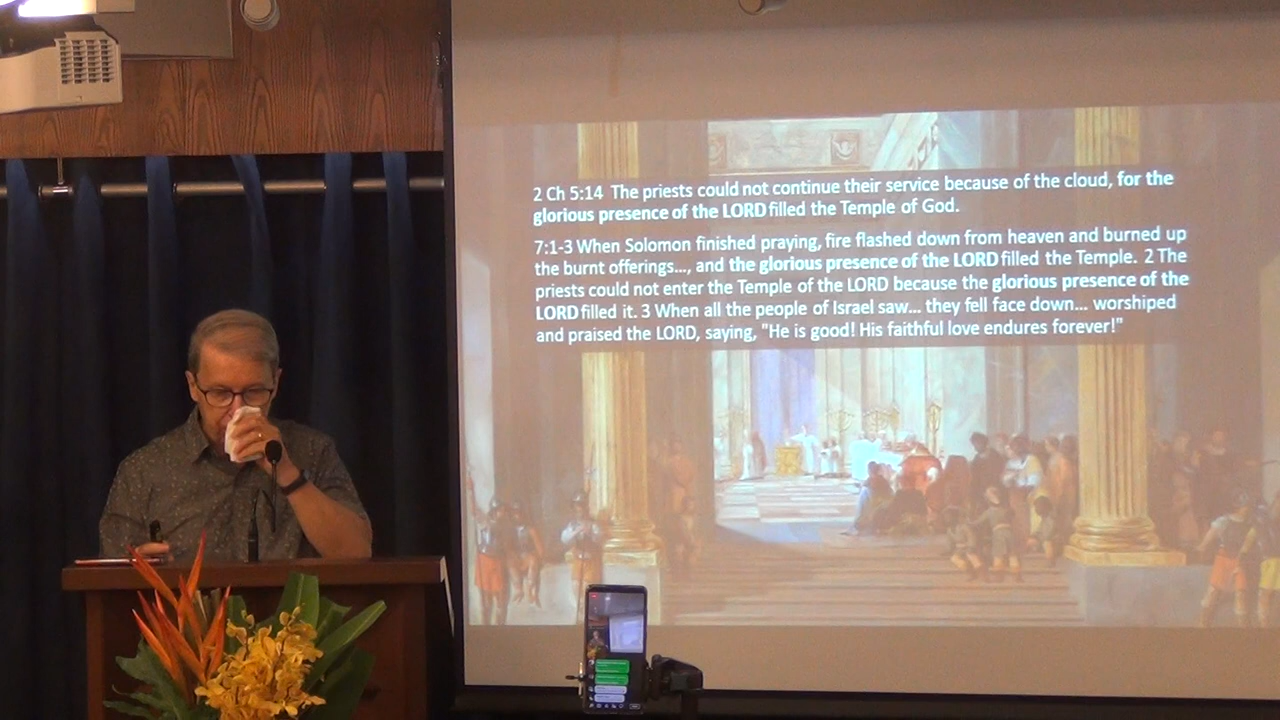 2 Ch 5:14 The priests could not continue their service because of the cloud, for the
glorious presence of the LORD filled the Temple of God.
7:1-3 When Solomon finished praying, fire flashed down from heaven and burned up
the burnt offerings..., and the glorious presence of the LORD filled the Temple. 2 The
priests could not enter the Temple of the LORD because the glorious presence of the
LORD filled it. 3 When all the people of Israel saw... they fell face down... worshiped
and praised the LORD, saying, "He is good! His faithful love endures forever!"